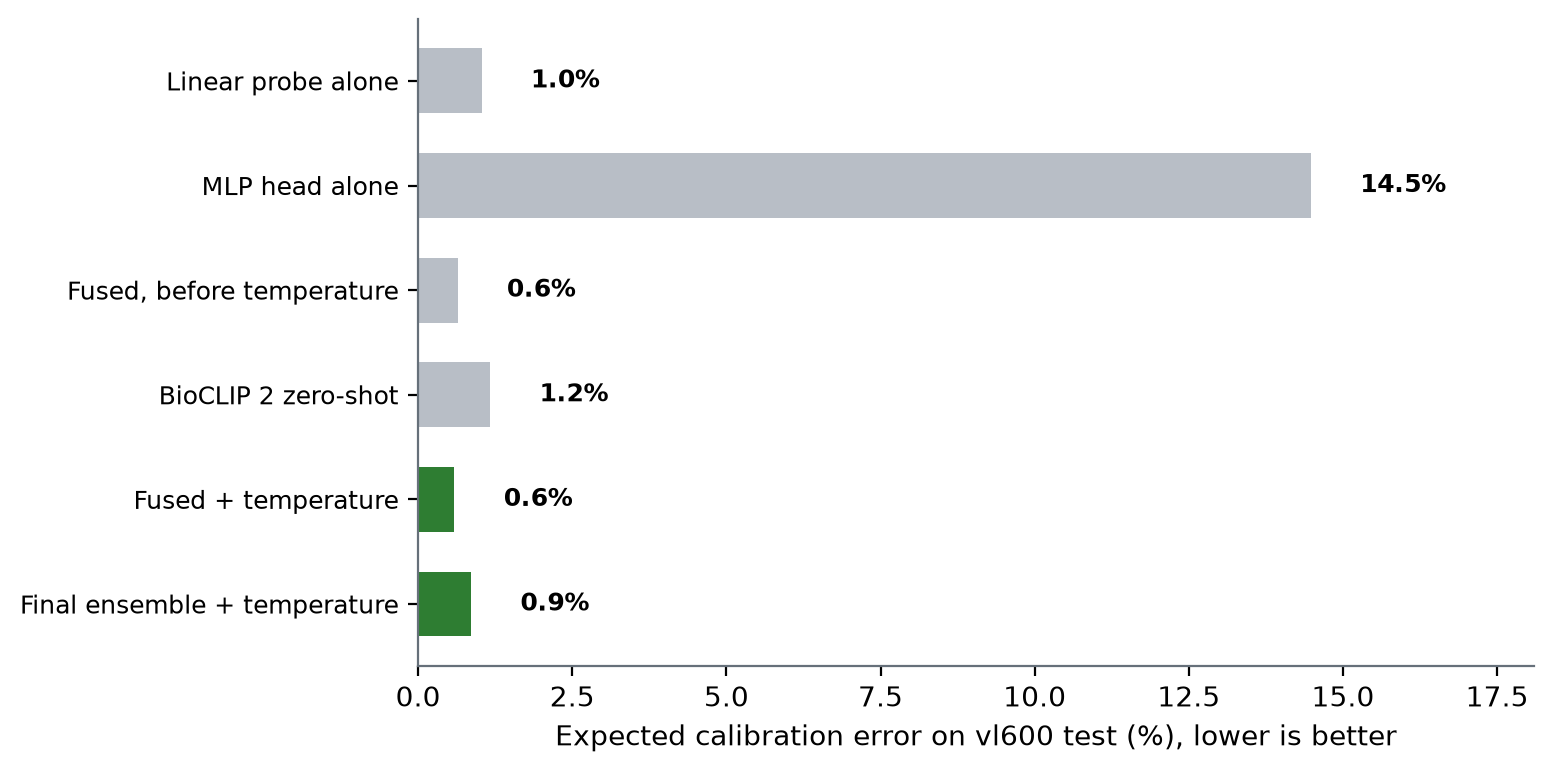 Linear probe alone 1.0%
MLP head alone 14.5%
Fused, before temperature 0.6%
BioCLIP 2 zero-shot 1.2%
Fused + temperature 0.6%
Final ensemble + temperature 0.9%
0.0 2.5 5.0 7.5 10.0 12.5 15.0 17.5
Expected calibration error on vl600 test (%), lower is better